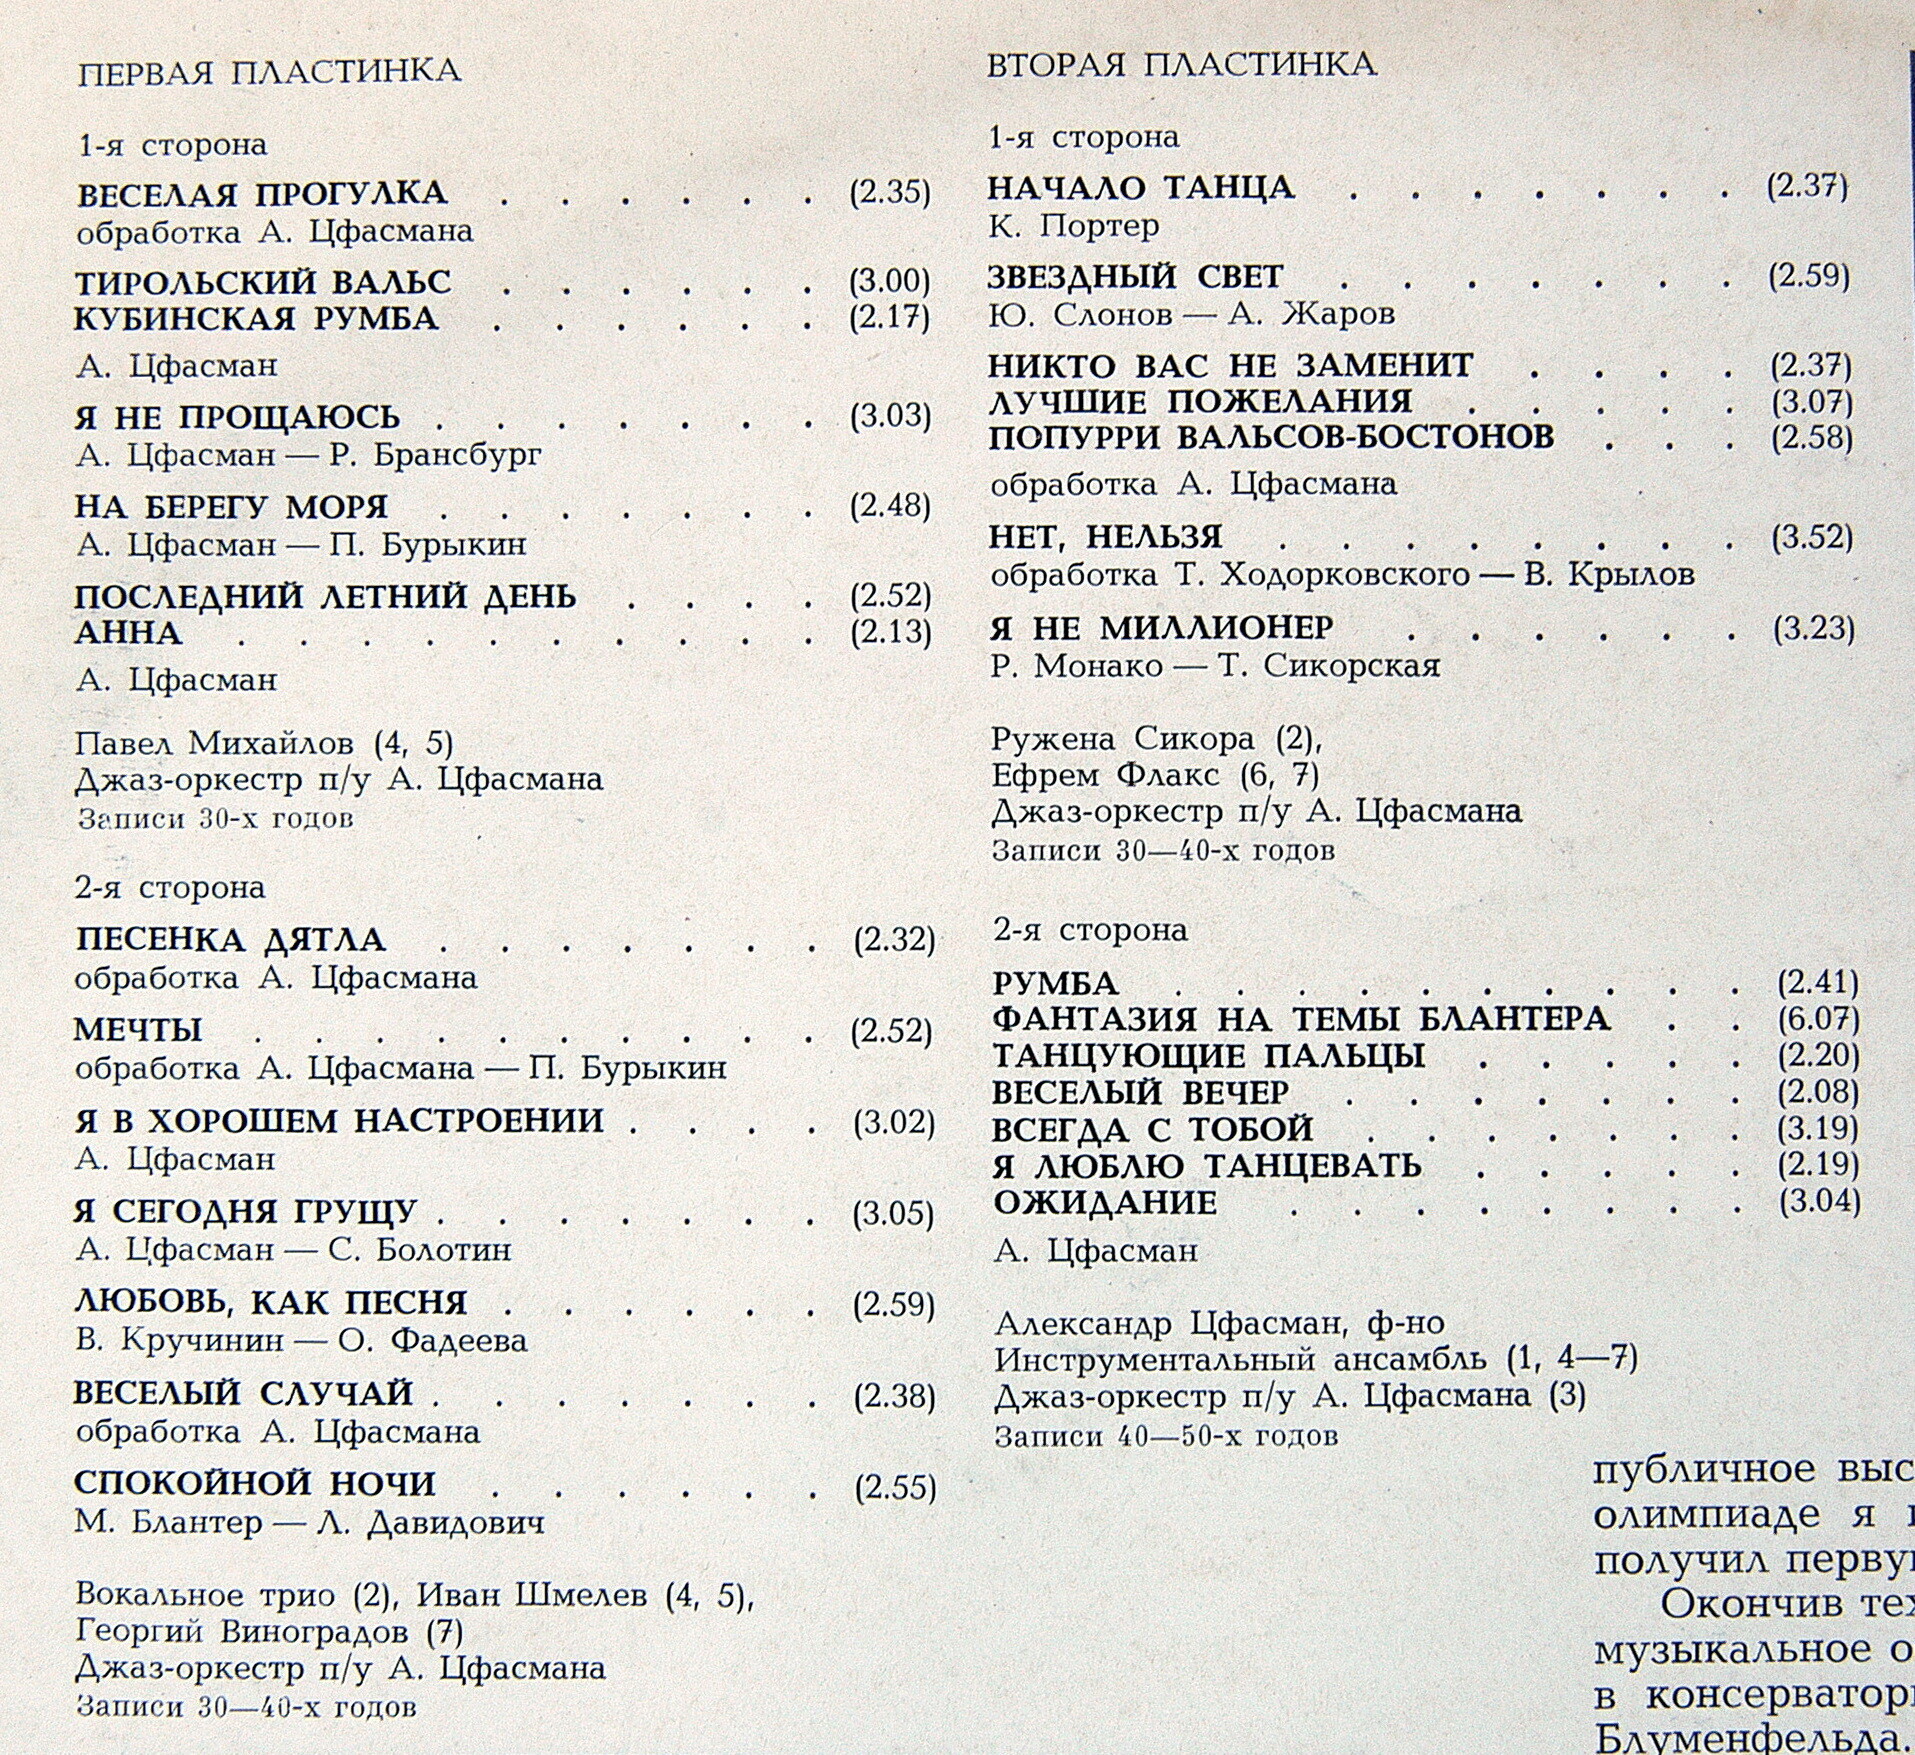 ПЕРВАЯ ПЛАСТИНКА
1-я сторона
ВЕСЕЛАЯ ПРОГУЛКА . . . . . . (2.35)
обработка А. Цфасмана
ТИРОЛЬСКИЙ ВАЛЬС . . . . . . (3.00)
КУБИНСКАЯ РУМБА . . . . . . (2.17)
А. Цфасман
Я НЕ ПРОЩАЮСЬ . . . . . . . (3.03)
А. Цфасман — Р. Брансбург
НА БЕРЕГУ МОРЯ . . . . . . . (2.48)
А. Цфасман — П. Бурыкин
ПОСЛЕДНИЙ ЛЕТНИЙ ДЕНЬ . . . . (2.52)
АННА . . . . . . . . . . (2.13)
А. Цфасман
Павел Михайлов (4, 5)
Джаз-оркестр п/у А. Цфасмана
Записи 30-х годов
2-я сторона
ПЕСЕНКА ДЯТЛА . . . . . . . (2.32)
обработка А. Цфасмана
МЕЧТЫ . . . . . . . . . . (2.52)
обработка А. Цфасмана — П. Бурыкин
Я В ХОРОШЕМ НАСТРОЕНИИ . . . . (3.02)
А. Цфасман
Я СЕГОДНЯ ГРУЩУ . . . . . . . (3.05)
А. Цфасман — С. Болотин
ЛЮБОВЬ, КАК ПЕСНЯ . . . . . . (2.59)
В. Кручинин — О. Фадеева
ВЕСЕЛЫЙ СЛУЧАЙ . . . . . . . (2.38)
обработка А. Цфасмана
СПОКОЙНОЙ НОЧИ . . . . . . (2.55)
М. Блантер — Л. Давидович
Вокальное трио (2), Иван Шмелев (4, 5),
Георгий Виноградов (7)
Джаз-оркестр п/у А. Цфасмана
Записи 30—40-х годов
ВТОРАЯ ПЛАСТИНКА
1-я сторона
НАЧАЛО ТАНЦА . . . . . . . (2.37)
К. Портер
ЗВЕЗДНЫЙ СВЕТ . . . . . . . (2.59)
Ю. Слонов — А. Жаров
НИКТО ВАС НЕ ЗАМЕНИТ . . . . (2.37)
ЛУЧШИЕ ПОЖЕЛАНИЯ . . . . . (3.07)
ПОПУРРИ ВАЛЬСОВ-БОСТОНОВ . . . (2.58)
обработка А. Цфасмана
НЕТ, НЕЛЬЗЯ . . . . . . . . (3.52)
обработка Т. Ходорковского — В. Крылов
Я НЕ МИЛЛИОНЕР . . . . . . (3.23)
Р. Монако — Т. Сикорская
Ружена Сикора (2),
Ефрем Флакс (6, 7)
Джаз-оркестр п/у А. Цфасмана
Записи 30—40-х годов
2-я сторона
РУМБА . . . . . . . . . . (2.41)
ФАНТАЗИЯ НА ТЕМЫ БЛАНТЕРА . . (6.07)
ТАНЦУЮЩИЕ ПАЛЬЦЫ . . . . . (2.20)
ВЕСЕЛЫЙ ВЕЧЕР . . . . . . . (2.08)
ВСЕГДА С ТОБОЙ . . . . . . . (3.19)
Я ЛЮБЛЮ ТАНЦЕВАТЬ . . . . . (2.19)
ОЖИДАНИЕ . . . . . . . . (3.04)
А. Цфасман
Александр Цфасман, ф-но
Инструментальный ансамбль (1, 4—7)
Джаз-оркестр п/у А. Цфасмана (3)
Записи 40—50-х годов
публичное выс
олимпиаде я
получил перву
Окончив тех
музыкальное о
в консерватор
Блуменфельда.